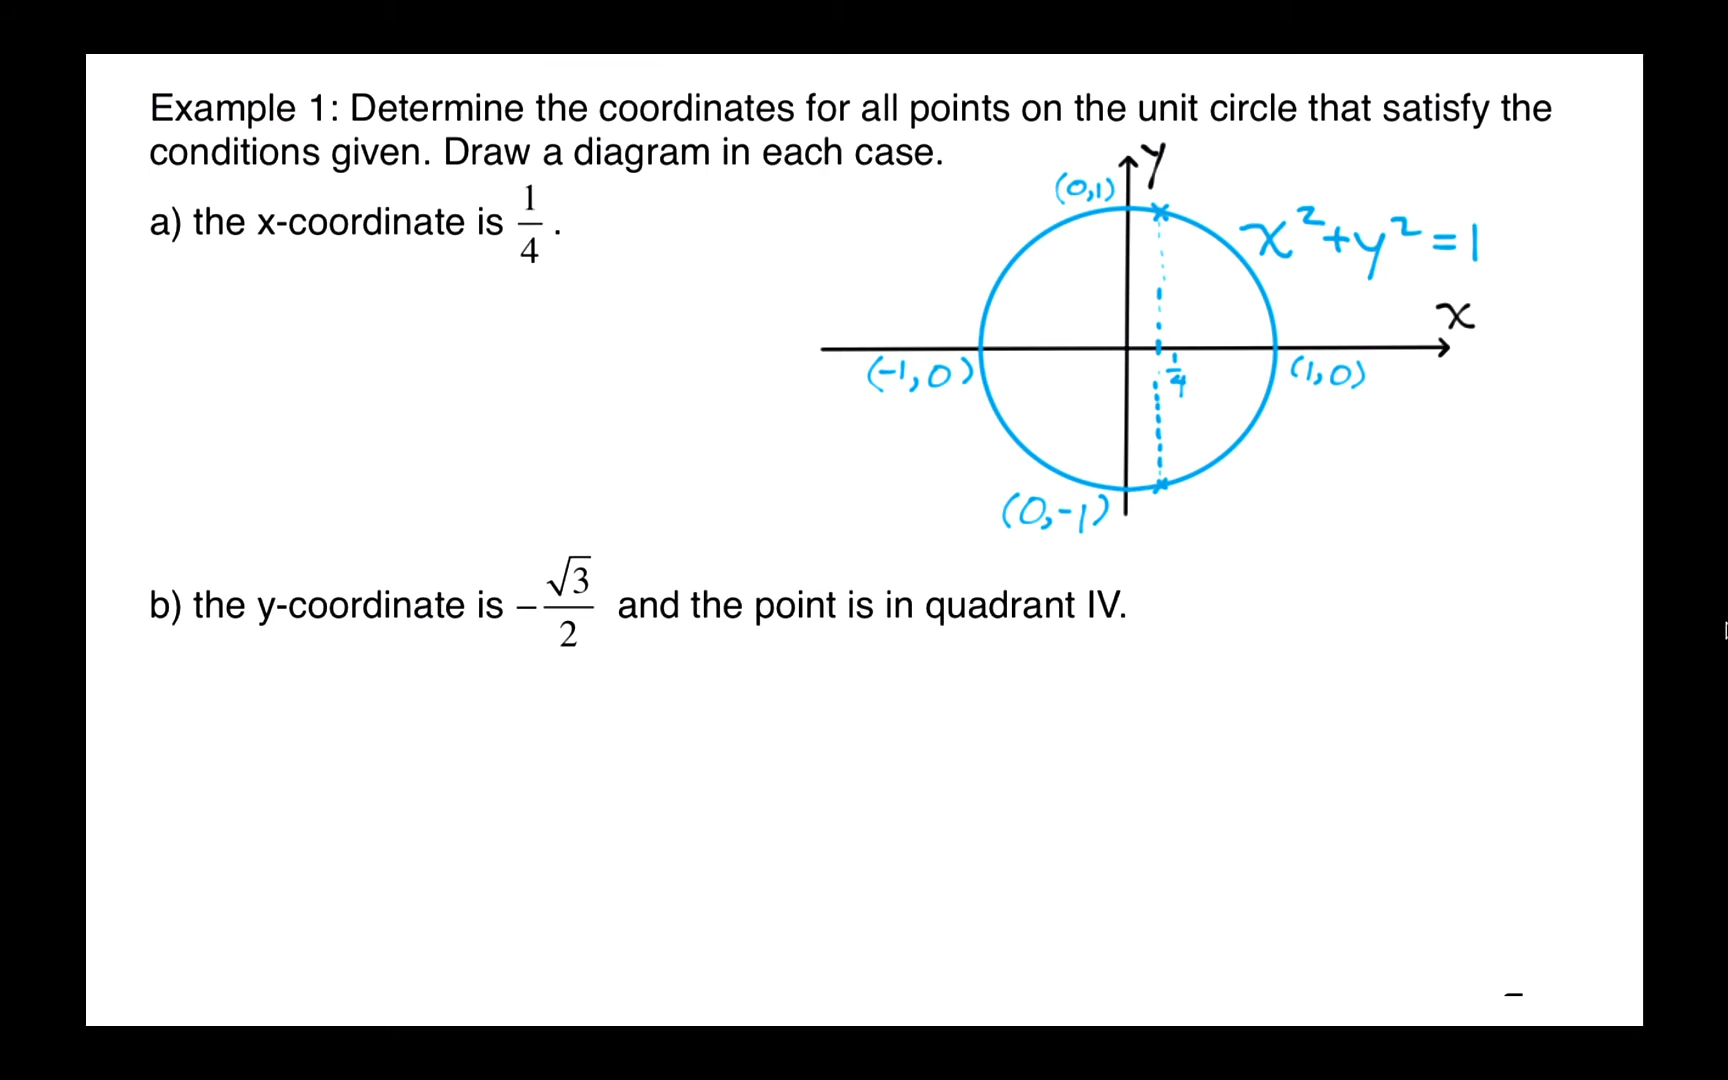 Example 1: Determine the coordinates for all points on the unit circle that satisfy the
conditions given. Draw a diagram in each case.
a) the x-coordinate is 1/4 .
y
(0,1)
x²+y²=1
x
(-1,0)
1/4
(1,0)
(0,-1)
b) the y-coordinate is -√3/2 and the point is in quadrant IV.